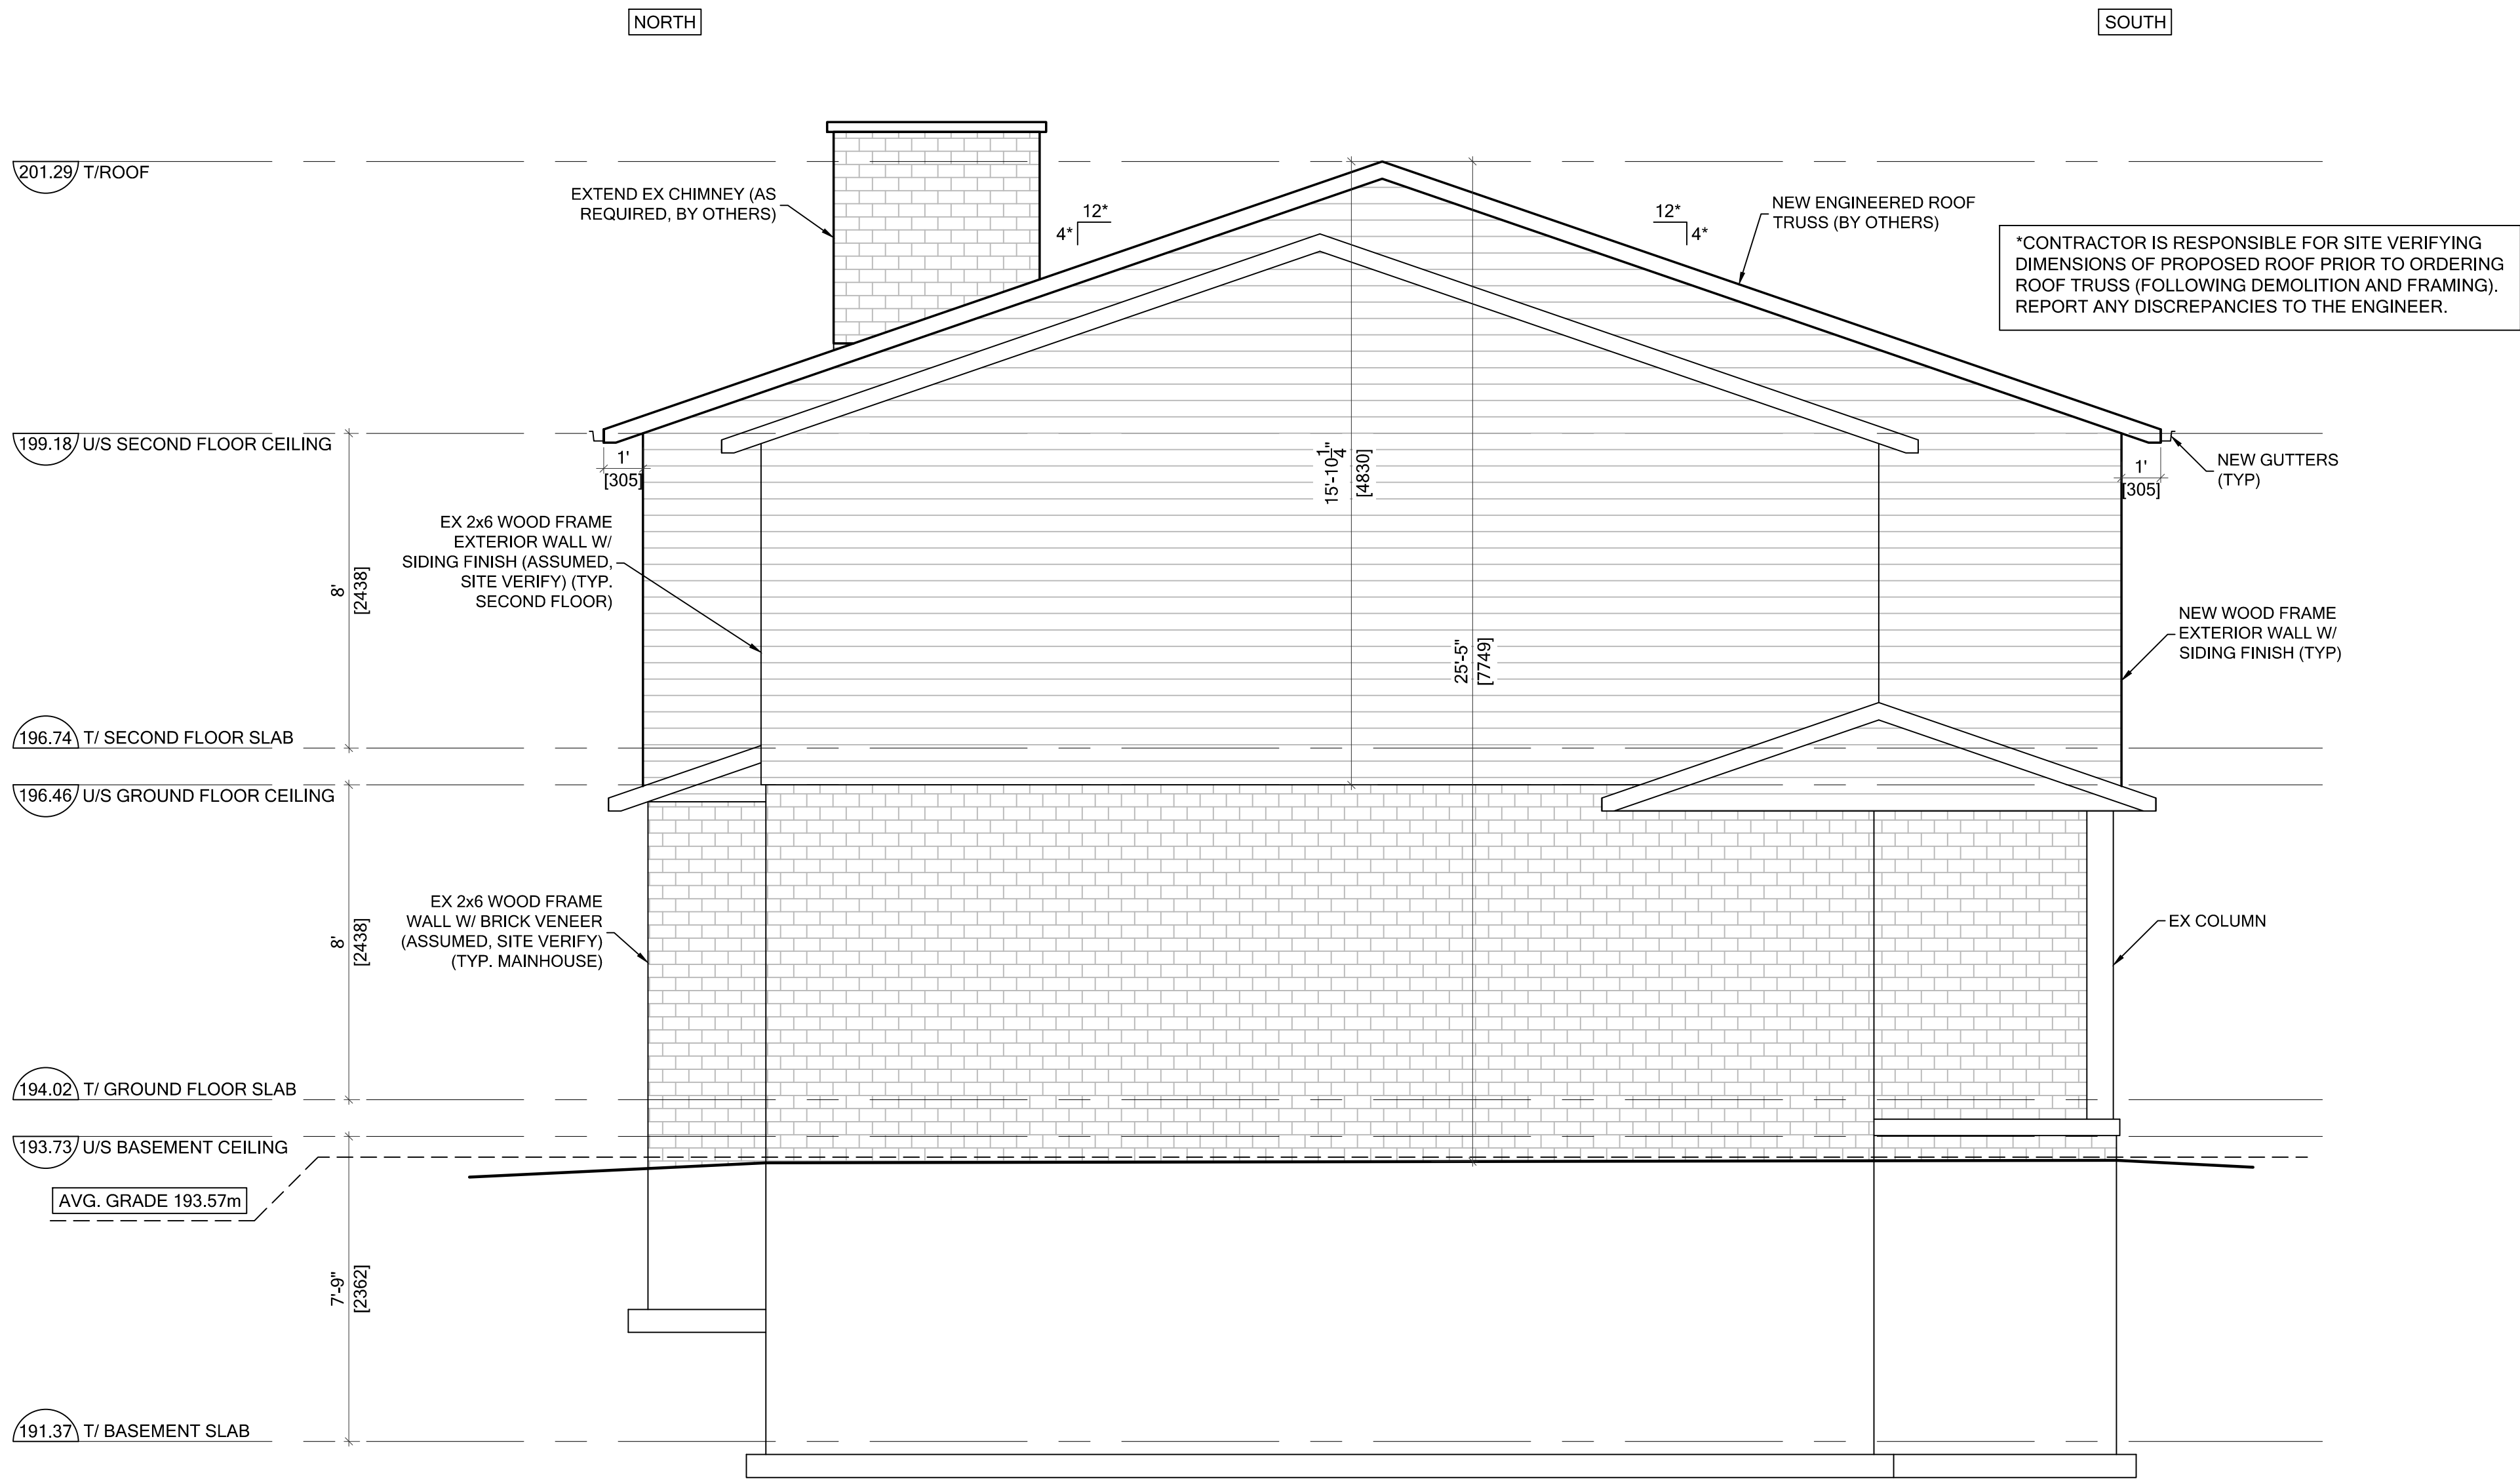 NORTH
SOUTH
201.29 T/ROOF
EXTEND EX CHIMNEY (AS
REQUIRED, BY OTHERS)
12*
4*
12*
4*
NEW ENGINEERED ROOF
TRUSS (BY OTHERS)
*CONTRACTOR IS RESPONSIBLE FOR SITE VERIFYING
DIMENSIONS OF PROPOSED ROOF PRIOR TO ORDERING
ROOF TRUSS (FOLLOWING DEMOLITION AND FRAMING).
REPORT ANY DISCREPANCIES TO THE ENGINEER.
199.18 U/S SECOND FLOOR CEILING
1'
[305]
15'-10 1/4"
[4830]
1'
[305]
NEW GUTTERS
(TYP)
EX 2x6 WOOD FRAME
EXTERIOR WALL W/
SIDING FINISH (ASSUMED,
SITE VERIFY) (TYP.
SECOND FLOOR)
8'
[2438]
25'-5"
[7749]
NEW WOOD FRAME
EXTERIOR WALL W/
SIDING FINISH (TYP)
196.74 T/ SECOND FLOOR SLAB
196.46 U/S GROUND FLOOR CEILING
EX 2x6 WOOD FRAME
WALL W/ BRICK VENEER
(ASSUMED, SITE VERIFY)
(TYP. MAINHOUSE)
8'
[2438]
EX COLUMN
194.02 T/ GROUND FLOOR SLAB
193.73 U/S BASEMENT CEILING
AVG. GRADE 193.57m
7'-9"
[2362]
191.37 T/ BASEMENT SLAB